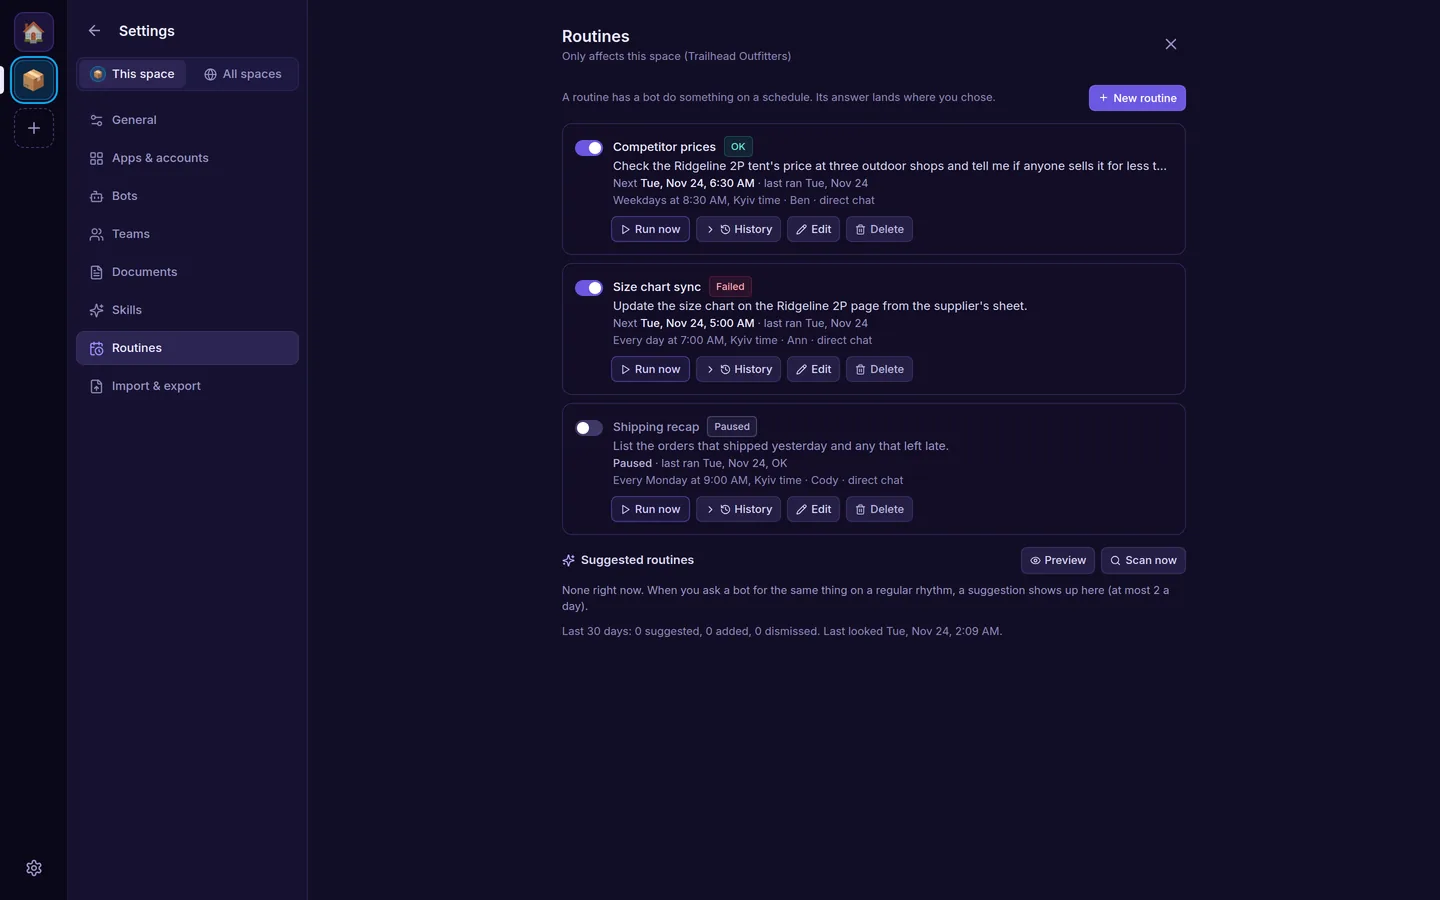 Settings
This space
All spaces
General
Apps & accounts
Bots
Teams
Documents
Skills
Routines
Import & export
Routines
Only affects this space (Trailhead Outfitters)
A routine has a bot do something on a schedule. Its answer lands where you chose.
New routine
Competitor prices OK
Check the Ridgeline 2P tent's price at three outdoor shops and tell me if anyone sells it for less t...
Next Tue, Nov 24, 6:30 AM · last ran Tue, Nov 24
Weekdays at 8:30 AM, Kyiv time · Ben · direct chat
Run now History Edit Delete
Size chart sync Failed
Update the size chart on the Ridgeline 2P page from the supplier's sheet.
Next Tue, Nov 24, 5:00 AM · last ran Tue, Nov 24
Every day at 7:00 AM, Kyiv time · Ann · direct chat
Run now History Edit Delete
Shipping recap Paused
List the orders that shipped yesterday and any that left late.
Paused · last ran Tue, Nov 24, OK
Every Monday at 9:00 AM, Kyiv time · Cody · direct chat
Run now History Edit Delete
Suggested routines
Preview Scan now
None right now. When you ask a bot for the same thing on a regular rhythm, a suggestion shows up here (at most 2 a
day).
Last 30 days: 0 suggested, 0 added, 0 dismissed. Last looked Tue, Nov 24, 2:09 AM.